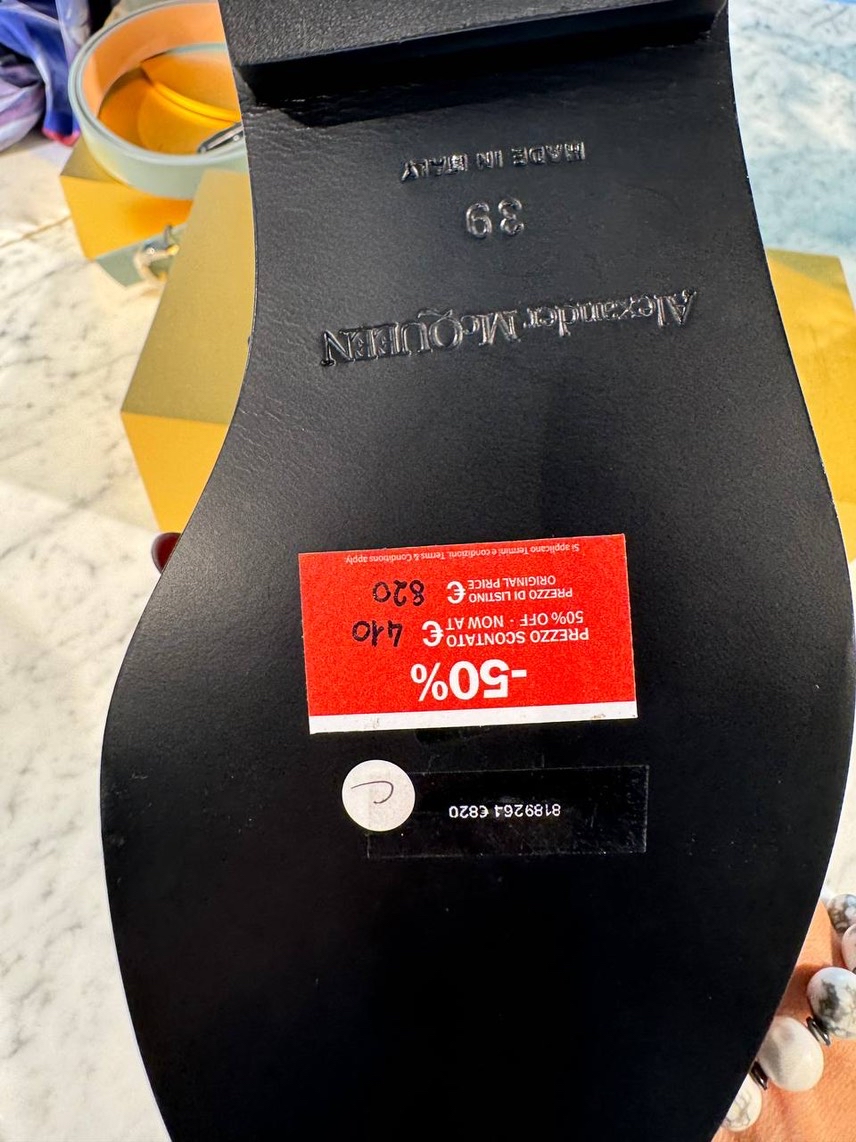 8189264 €820
-50%
PREZZO SCONTATO
50% OFF · NOW AT € 410
PREZZO DI LISTINO
ORIGINAL PRICE € 820
Si applicano Termini e condizioni. Terms & Conditions apply.
Alexander McQUEEN
39
MADE IN ITALY